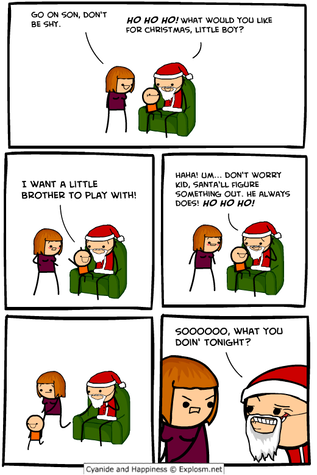 GO ON SON, DON'T
BE SHY.
HO HO HO! WHAT WOULD YOU LIKE
FOR CHRISTMAS, LITTLE BOY?
I WANT A LITTLE
BROTHER TO PLAY WITH!
HAHA! UM... DON'T WORRY
KID, SANTA'LL FIGURE
SOMETHING OUT. HE ALWAYS
DOES! HO HO HO!
SOOOOOO, WHAT YOU
DOIN' TONIGHT?
Cyanide and Happiness © Explosm.net